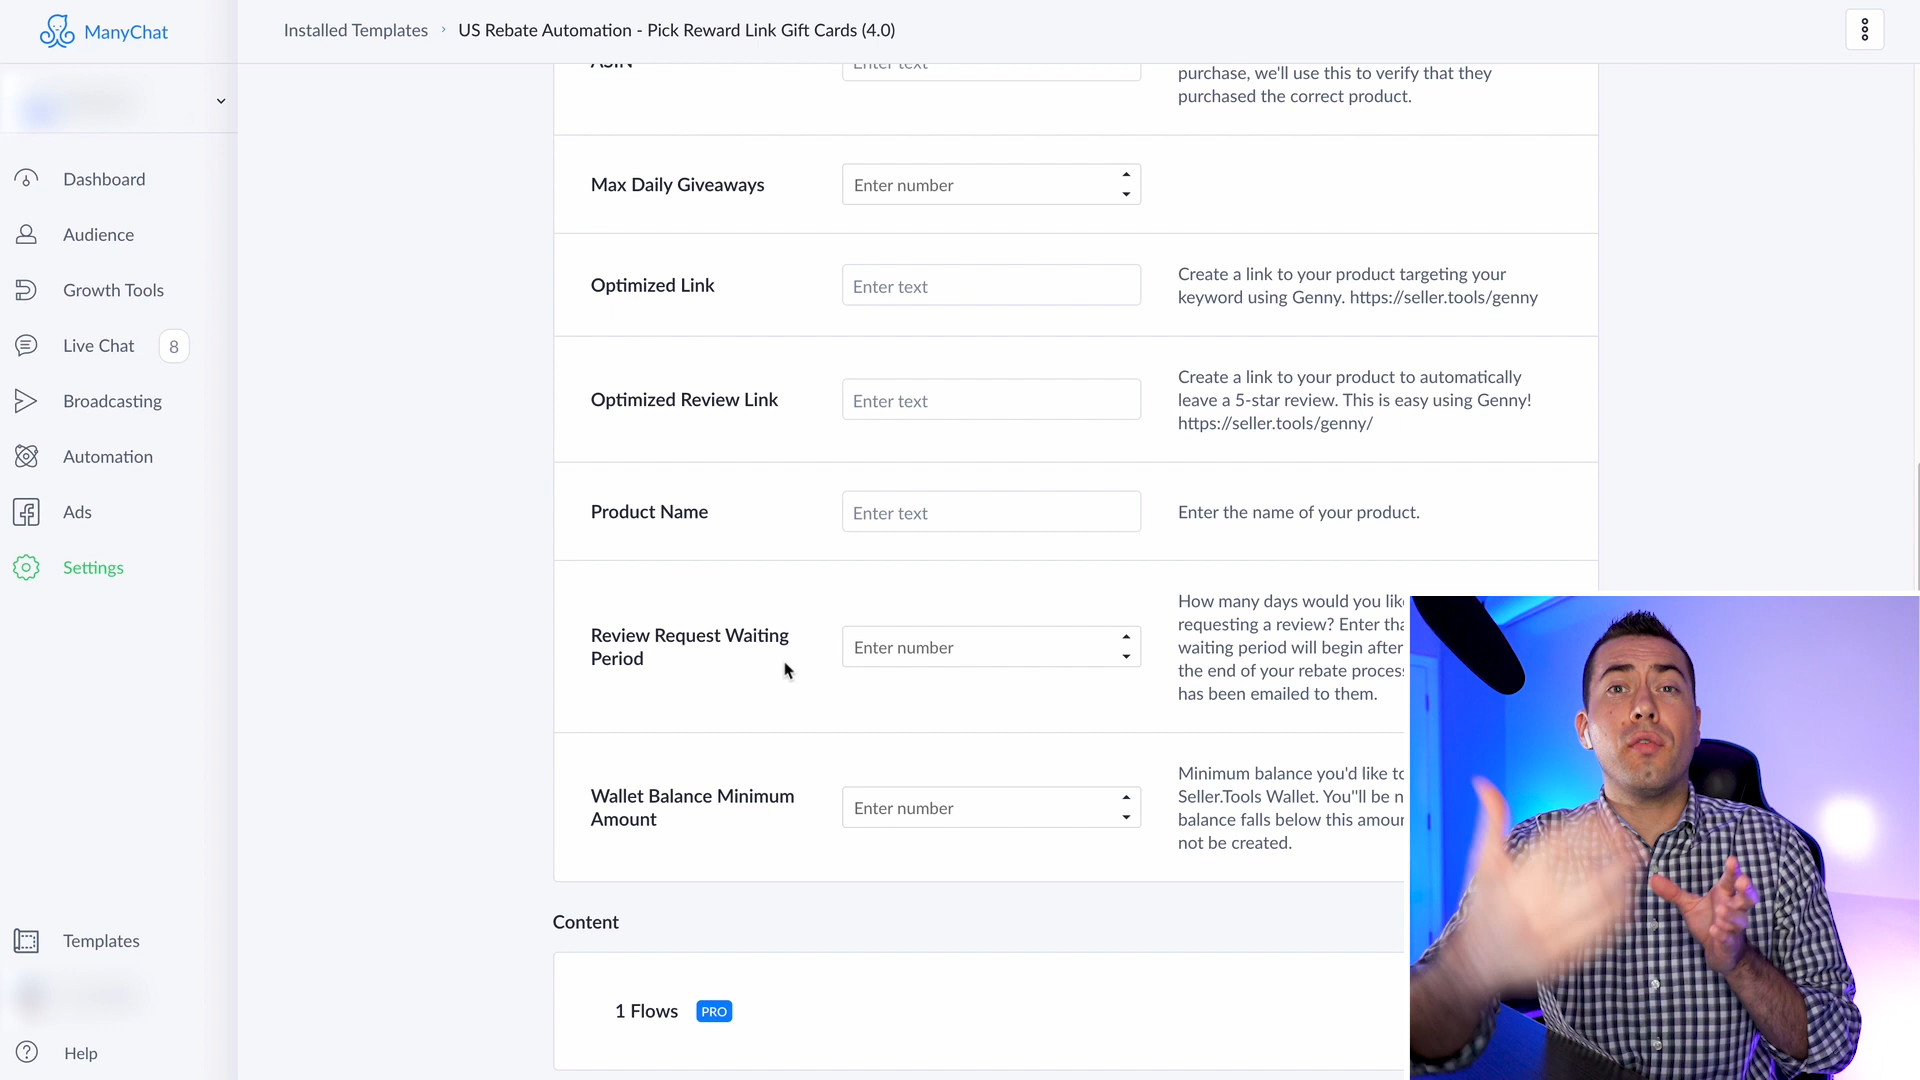 ManyChat
Installed Templates › US Rebate Automation - Pick Reward Link Gift Cards (4.0)
ASIN
Enter text
purchase, we'll use this to verify that they
purchased the correct product.
Dashboard
Audience
Growth Tools
Live Chat 8
Broadcasting
Automation
Ads
Settings
Templates
Help
Max Daily Giveaways
Enter number
Optimized Link
Enter text
Create a link to your product targeting your
keyword using Genny. https://seller.tools/genny
Optimized Review Link
Enter text
Create a link to your product to automatically
leave a 5-star review. This is easy using Genny!
https://seller.tools/genny/
Product Name
Enter text
Enter the name of your product.
Review Request Waiting
Period
Enter number
How many days would you lik
requesting a review? Enter tha
waiting period will begin after
the end of your rebate process
has been emailed to them.
Wallet Balance Minimum
Amount
Enter number
Minimum balance you'd like to
Seller.Tools Wallet. You"ll be n
balance falls below this amour
not be created.
Content
1 Flows PRO